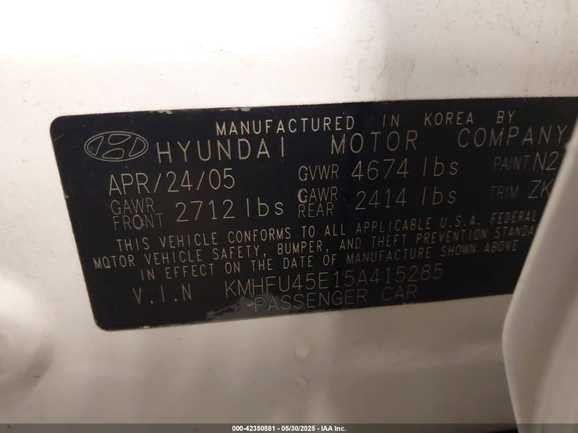 MANUFACTURED IN KOREA BY
HYUNDAI MOTOR COMPANY
APR/24/05 GVWR 4674 lbs PAINT N2
GAWR FRONT 2712 lbs GAWR REAR 2414 lbs TRIM ZK
THIS VEHICLE CONFORMS TO ALL APPLICABLE U.S.A. FEDERAL
MOTOR VEHICLE SAFETY, BUMPER, AND THEFT PREVENTION STANDA
IN EFFECT ON THE DATE OF MANUFACTURE SHOWN ABOVE
V.I.N KMHFU45E15A415285
PASSENGER CAR
000-42350881 - 05/30/2025 - IAA Inc.